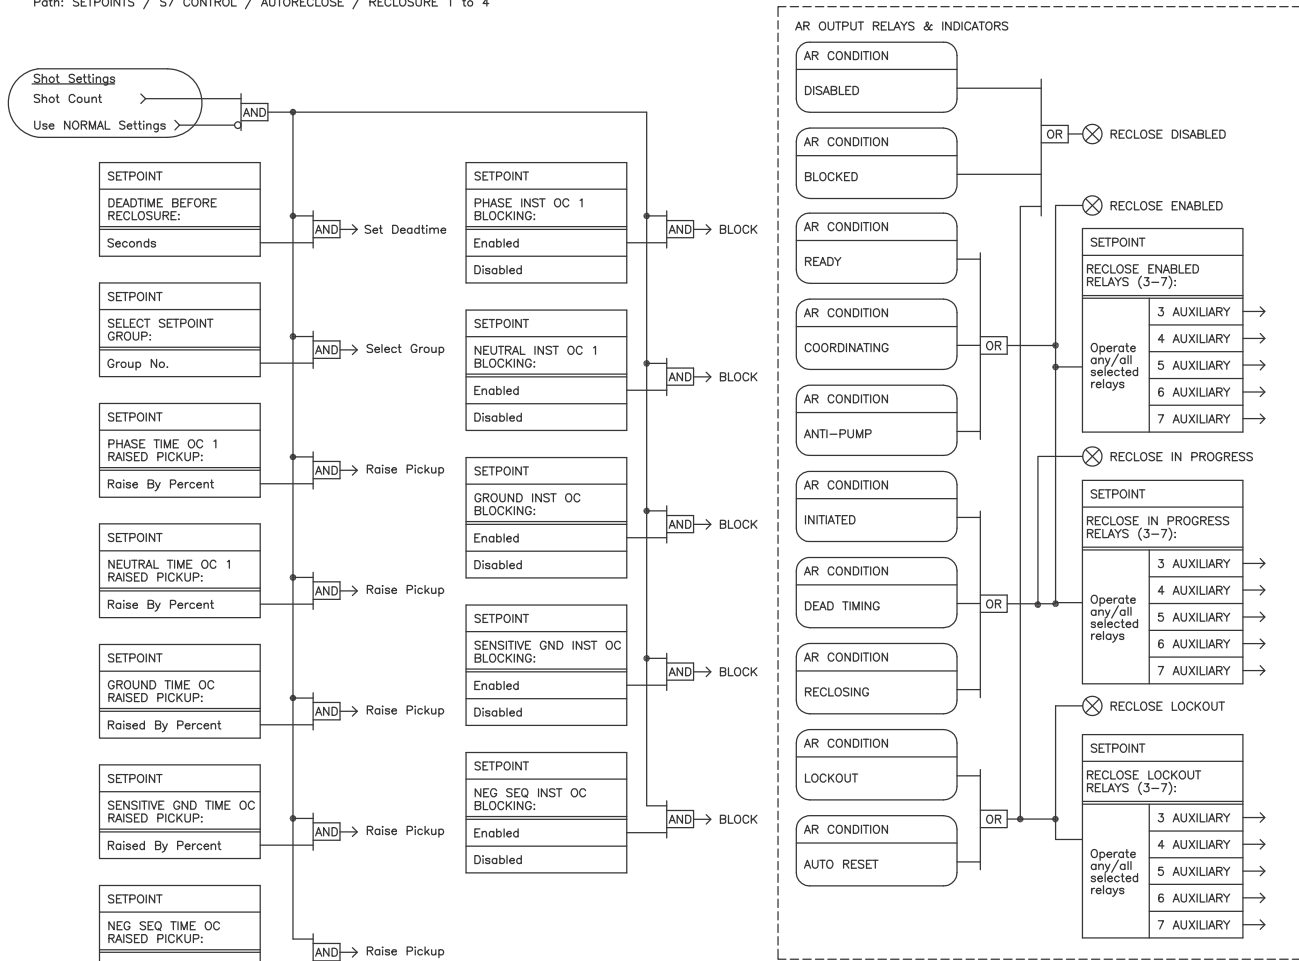 Path: SETPOINTS / S7 CONTROL / AUTORECLOSE / RECLOSURE 1 to 4
Shot Settings
Shot Count
Use NORMAL Settings
AND
SETPOINT
DEADTIME BEFORE
RECLOSURE:
Seconds
AND
Set Deadtime
SETPOINT
SELECT SETPOINT
GROUP:
Group No.
AND
Select Group
SETPOINT
PHASE TIME OC 1
RAISED PICKUP:
Raise By Percent
AND
Raise Pickup
SETPOINT
NEUTRAL TIME OC 1
RAISED PICKUP:
Raise By Percent
AND
Raise Pickup
SETPOINT
GROUND TIME OC
RAISED PICKUP:
Raised By Percent
AND
Raise Pickup
SETPOINT
SENSITIVE GND TIME OC
RAISED PICKUP:
Raised By Percent
AND
Raise Pickup
SETPOINT
NEG SEQ TIME OC
RAISED PICKUP:
AND
Raise Pickup
SETPOINT
PHASE INST OC 1
BLOCKING:
Enabled
Disabled
AND
BLOCK
SETPOINT
NEUTRAL INST OC 1
BLOCKING:
Enabled
Disabled
AND
BLOCK
SETPOINT
GROUND INST OC
BLOCKING:
Enabled
Disabled
AND
BLOCK
SETPOINT
SENSITIVE GND INST OC
BLOCKING:
Enabled
Disabled
AND
BLOCK
SETPOINT
NEG SEQ INST OC
BLOCKING:
Enabled
Disabled
AND
BLOCK
AR OUTPUT RELAYS & INDICATORS
AR CONDITION
DISABLED
AR CONDITION
BLOCKED
OR
RECLOSE DISABLED
AR CONDITION
READY
AR CONDITION
COORDINATING
AR CONDITION
ANTI-PUMP
OR
RECLOSE ENABLED
SETPOINT
RECLOSE ENABLED
RELAYS (3-7):
Operate
any/all
selected
relays
3 AUXILIARY
4 AUXILIARY
5 AUXILIARY
6 AUXILIARY
7 AUXILIARY
AR CONDITION
INITIATED
AR CONDITION
DEAD TIMING
AR CONDITION
RECLOSING
OR
RECLOSE IN PROGRESS
SETPOINT
RECLOSE IN PROGRESS
RELAYS (3-7):
Operate
any/all
selected
relays
3 AUXILIARY
4 AUXILIARY
5 AUXILIARY
6 AUXILIARY
7 AUXILIARY
AR CONDITION
LOCKOUT
AR CONDITION
AUTO RESET
OR
RECLOSE LOCKOUT
SETPOINT
RECLOSE LOCKOUT
RELAYS (3-7):
Operate
any/all
selected
relays
3 AUXILIARY
4 AUXILIARY
5 AUXILIARY
6 AUXILIARY
7 AUXILIARY